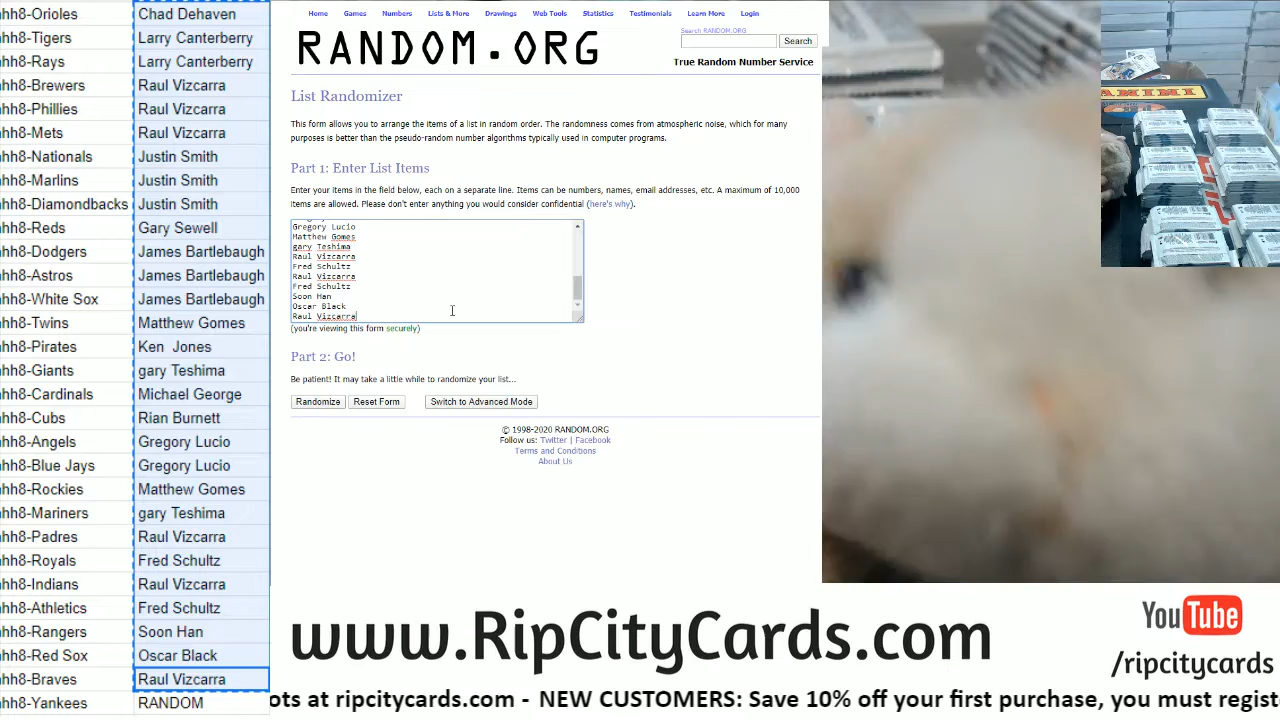 hh8-Orioles Chad Dehaven
hh8-Tigers Larry Canterberry
hh8-Rays Larry Canterberry
hh8-Brewers Raul Vizcarra
hh8-Phillies Raul Vizcarra
hh8-Mets Raul Vizcarra
hh8-Nationals Justin Smith
hh8-Marlins Justin Smith
hh8-Diamondbacks Justin Smith
hh8-Reds Gary Sewell
hh8-Dodgers James Bartlebaugh
hh8-Astros James Bartlebaugh
hh8-White Sox James Bartlebaugh
hh8-Twins Matthew Gomes
hh8-Pirates Ken Jones
hh8-Giants gary Teshima
hh8-Cardinals Michael George
hh8-Cubs Rian Burnett
hh8-Angels Gregory Lucio
hh8-Blue Jays Gregory Lucio
hh8-Rockies Matthew Gomes
hh8-Mariners gary Teshima
hh8-Padres Raul Vizcarra
hh8-Royals Fred Schultz
hh8-Indians Raul Vizcarra
hh8-Athletics Fred Schultz
hh8-Rangers Soon Han
hh8-Red Sox Oscar Black
hh8-Braves Raul Vizcarra
hh8-Yankees RANDOM
Home Games Numbers Lists & More Drawings Web Tools Statistics Testimonials Learn More Login
RANDOM.ORG
Search RANDOM.ORG
Search
True Random Number Service
List Randomizer
This form allows you to arrange the items of a list in random order. The randomness comes from atmospheric noise, which for many
purposes is better than the pseudo-random number algorithms typically used in computer programs.
Part 1: Enter List Items
Enter your items in the field below, each on a separate line. Items can be numbers, names, email addresses, etc. A maximum of 10,000
items are allowed. Please don't enter anything you would consider confidential (here's why).
Gregory Lucio
Matthew Gomes
gary Teshima
Raul Vizcarra
Fred Schultz
Raul Vizcarra
Fred Schultz
Soon Han
Oscar Black
Raul Vizcarra
(you're viewing this form securely)
Part 2: Go!
Be patient! It may take a little while to randomize your list...
Randomize Reset Form Switch to Advanced Mode
© 1998-2020 RANDOM.ORG
Follow us: Twitter | Facebook
Terms and Conditions
About Us
PANINI
www.RipCityCards.com
YouTube
/ripcitycards
ots at ripcitycards.com - NEW CUSTOMERS: Save 10% off your first purchase, you must regist